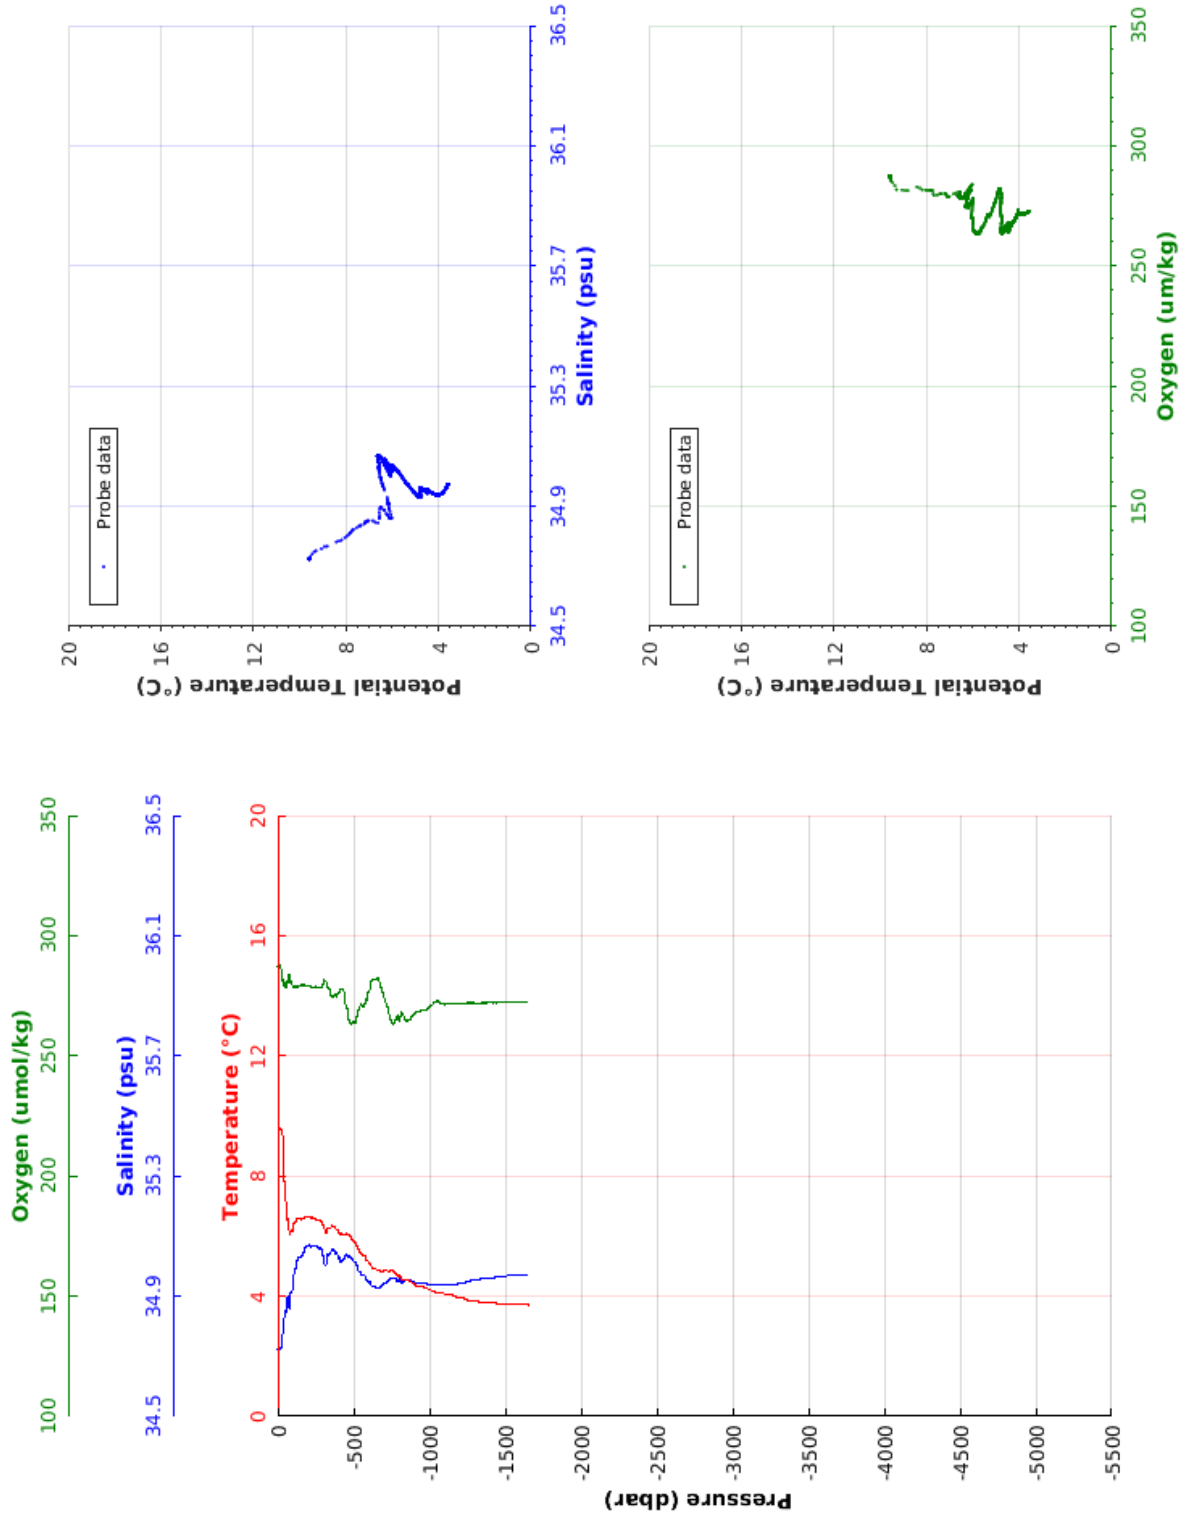 Oxygen (umol/kg)
100 150 200 250 300 350
Salinity (psu)
34.5 34.9 35.3 35.7 36.1 36.5
Temperature (°C)
0 4 8 12 16 20
Pressure (dbar)
0
-500
-1000
-1500
-2000
-2500
-3000
-3500
-4000
-4500
-5000
-5500
Potential Temperature (°C)
20
16
12
8
4
0
Probe data
34.5 34.9 35.3 35.7 36.1 36.5
Salinity (psu)
Potential Temperature (°C)
20
16
12
8
4
0
Probe data
100 150 200 250 300 350
Oxygen (um/kg)